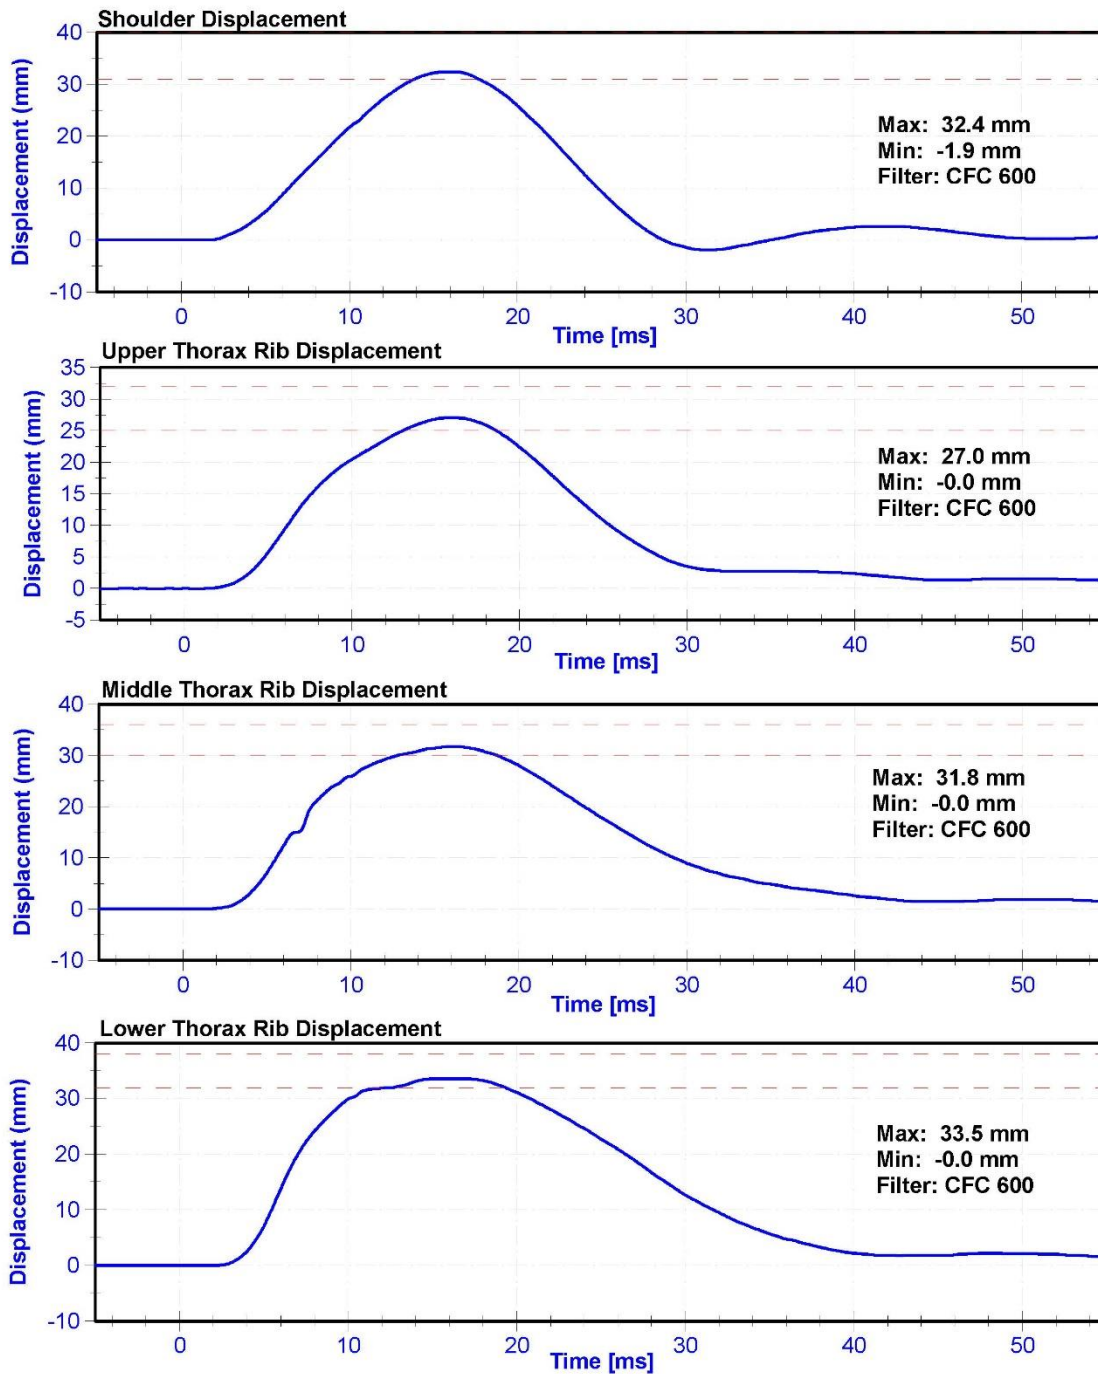 Shoulder Displacement
40
30
20
10
0
-10
Displacement (mm)
Max: 32.4 mm
Min: -1.9 mm
Filter: CFC 600
0 10 20 30 40 50
Time [ms]
Upper Thorax Rib Displacement
35
30
25
20
15
10
5
0
-5
Displacement (mm)
Max: 27.0 mm
Min: -0.0 mm
Filter: CFC 600
0 10 20 30 40 50
Time [ms]
Middle Thorax Rib Displacement
40
30
20
10
0
-10
Displacement (mm)
Max: 31.8 mm
Min: -0.0 mm
Filter: CFC 600
0 10 20 30 40 50
Time [ms]
Lower Thorax Rib Displacement
40
30
20
10
0
-10
Displacement (mm)
Max: 33.5 mm
Min: -0.0 mm
Filter: CFC 600
0 10 20 30 40 50
Time [ms]